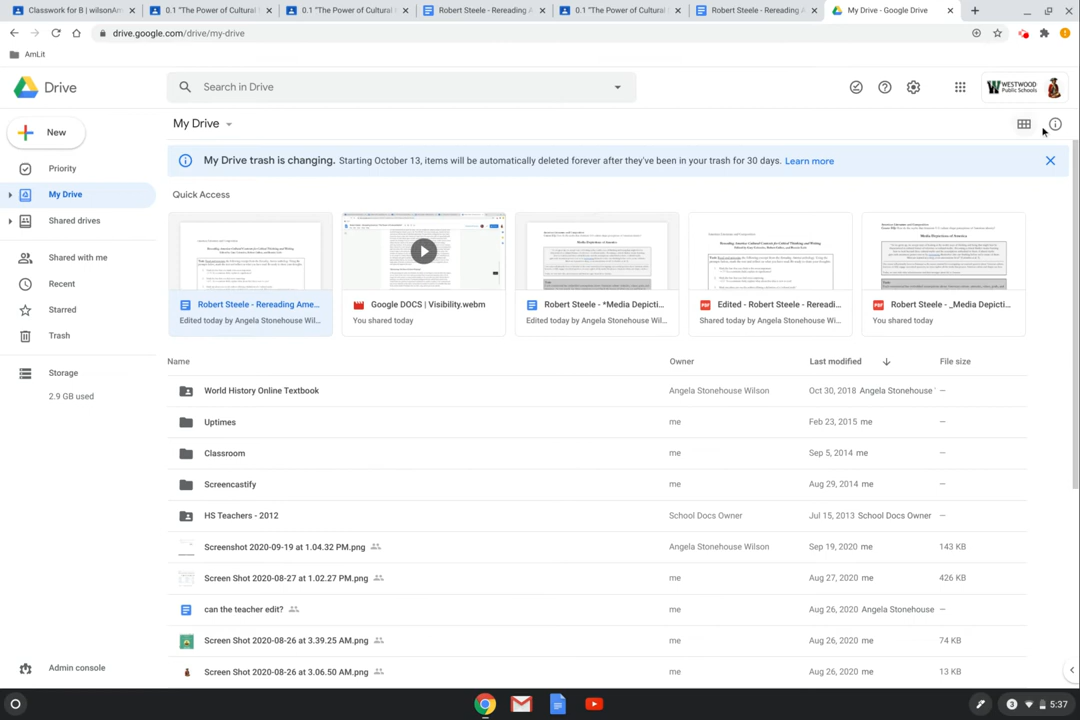 Classwork for B | wilsonAm
0.1 "The Power of Cultural
0.1 "The Power of Cultural
Robert Steele - Rereading A
0.1 "The Power of Cultural
Robert Steele - Rereading A
My Drive - Google Drive
drive.google.com/drive/my-drive
AmLit
Drive
Search in Drive
WESTWOOD
Public Schools
New
My Drive
Priority
My Drive
Shared drives
Shared with me
Recent
Starred
Trash
Storage
2.9 GB used
Admin console
My Drive trash is changing. Starting October 13, items will be automatically deleted forever after they've been in your trash for 30 days. Learn more
Quick Access
Robert Steele - Rereading Ame...
Edited today by Angela Stonehouse Wil...
Google DOCS | Visibility.webm
You shared today
Robert Steele - *Media Depicti...
Edited today by Angela Stonehouse Wil...
Edited - Robert Steele - Rereadi...
Shared today by Angela Stonehouse Wil...
Media Depictions of America
Robert Steele - _Media Depicti...
You shared today
Name Owner Last modified File size
World History Online Textbook Angela Stonehouse Wilson Oct 30, 2018 Angela Stonehouse —
Uptimes me Feb 23, 2015 me —
Classroom me Sep 5, 2014 me —
Screencastify me Aug 29, 2014 me —
HS Teachers - 2012 School Docs Owner Jul 15, 2013 School Docs Owner —
Screenshot 2020-09-19 at 1.04.32 PM.png Angela Stonehouse Wilson Sep 19, 2020 me 143 KB
Screen Shot 2020-08-27 at 1.02.27 PM.png me Aug 27, 2020 me 426 KB
can the teacher edit? me Aug 26, 2020 Angela Stonehouse —
Screen Shot 2020-08-26 at 3.39.25 AM.png me Aug 26, 2020 me 74 KB
Screen Shot 2020-08-26 at 3.06.50 AM.png me Aug 26, 2020 me 13 KB
3 5:37